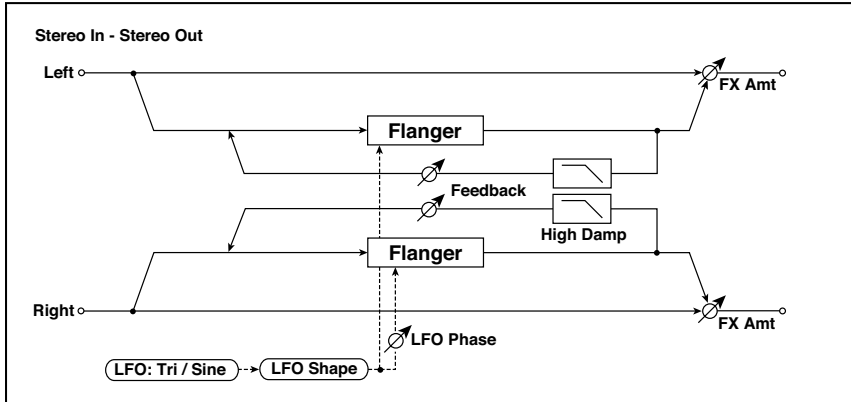 Stereo In - Stereo Out
Left
FX Amt
Flanger
Feedback
High Damp
Flanger
Right
FX Amt
LFO Phase
LFO: Tri / Sine
LFO Shape